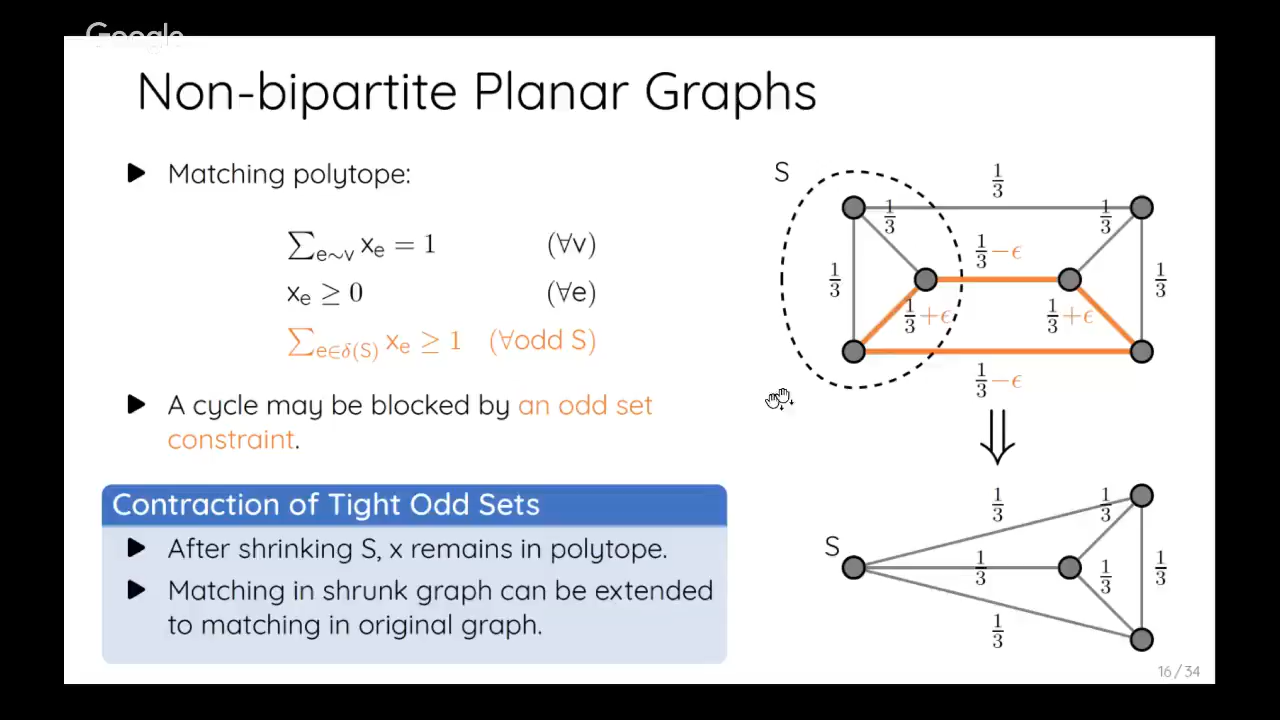 Google
Non-bipartite Planar Graphs
▶ Matching polytope:
∑e∼v xe = 1 (∀v)
xe ≥ 0 (∀e)
∑e∈δ(S) xe ≥ 1 (∀odd S)
▶ A cycle may be blocked by an odd set
constraint.
Contraction of Tight Odd Sets
▶ After shrinking S, x remains in polytope.
▶ Matching in shrunk graph can be extended
to matching in original graph.
S
1/3
1/3
1/3
1/3−ϵ
1/3
1/3
1/3+ϵ
1/3+ϵ
1/3−ϵ
⇓
1/3
1/3
S
1/3
1/3
1/3
1/3
16/34